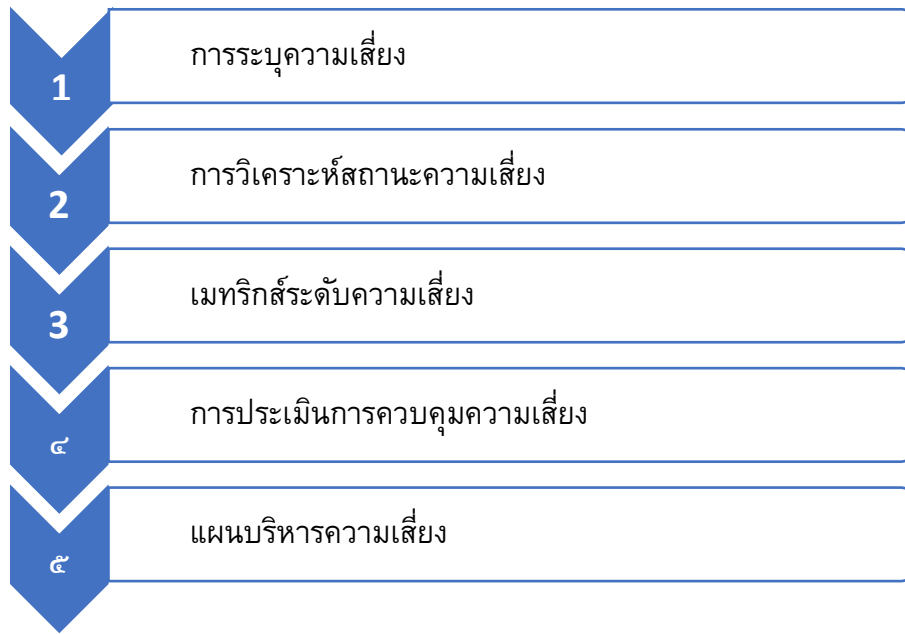 1
การระบุความเสี่ยง
2
การวิเคราะห์สถานะความเสี่ยง
3
เมทริกส์ระดับความเสี่ยง
๔
การประเมินการควบคุมความเสี่ยง
๕
แผนบริหารความเสี่ยง